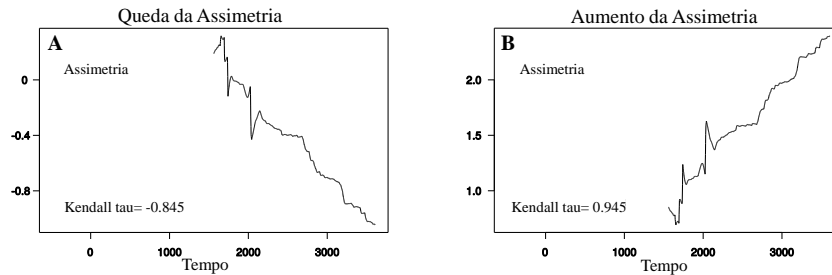 Queda da Assimetria
A
Assimetria
0
-0.4
-0.8
Kendall tau= -0.845
0 1000 2000 3000
Tempo
Aumento da Assimetria
B
Assimetria
2.0
1.5
1.0
Kendall tau= 0.945
0 1000 2000 3000
Tempo